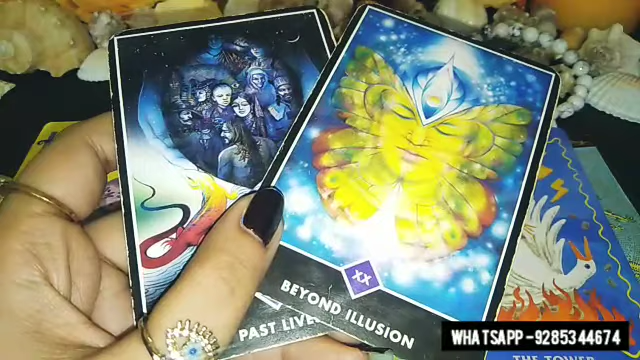 BEYOND ILLUSION
PAST LIVE
WHATSAPP-9285344674
THE TOWER